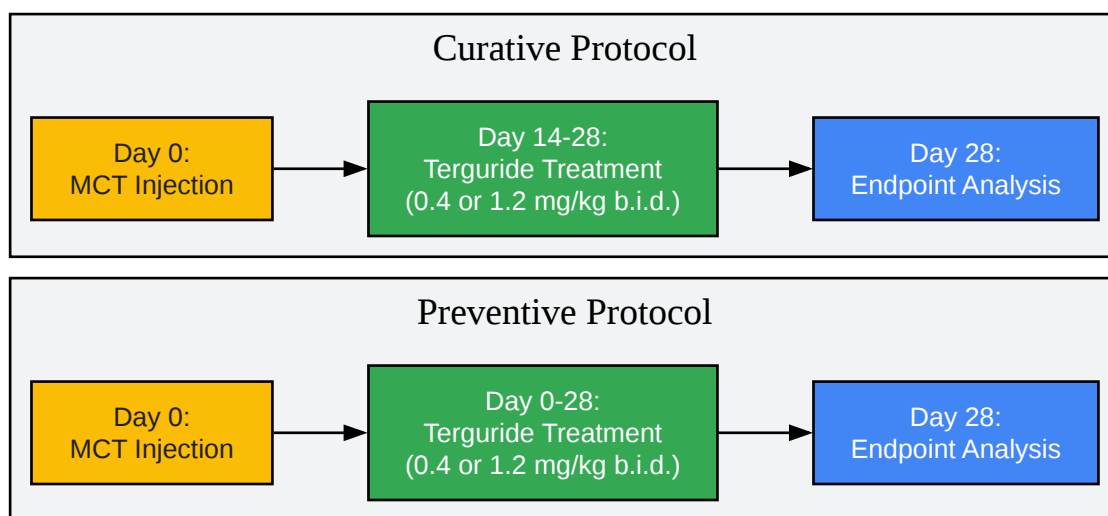 Curative Protocol
Day 0:
MCT Injection
Day 14-28:
Terguride Treatment
(0.4 or 1.2 mg/kg b.i.d.)
Day 28:
Endpoint Analysis
Preventive Protocol
Day 0:
MCT Injection
Day 0-28:
Terguride Treatment
(0.4 or 1.2 mg/kg b.i.d.)
Day 28:
Endpoint Analysis